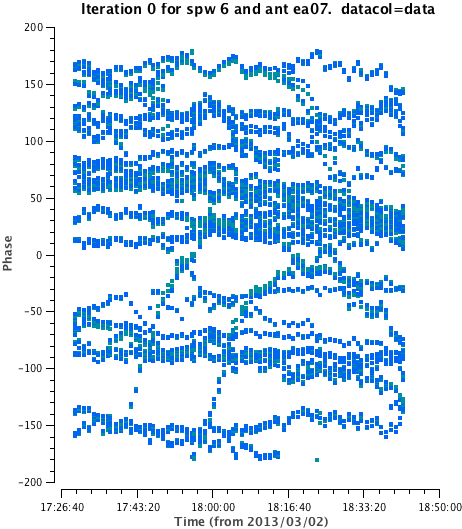 Iteration 0 for spw 6 and ant ea07.  datacol=data
200
150
100
50
0
-50
-100
-150
-200
Phase
17:26:40 17:43:20 18:00:00 18:16:40 18:33:20 18:50:00
Time (from 2013/03/02)